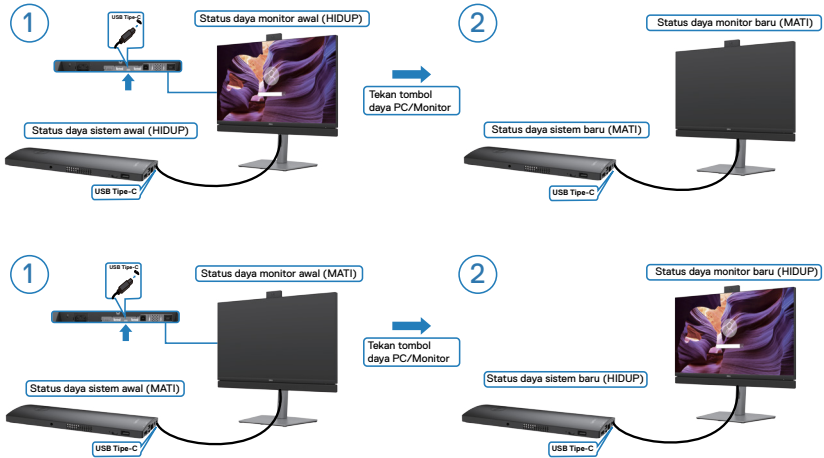 1
USB Tipe-C
Status daya monitor awal (HIDUP)
2
Status daya monitor baru (MATI)
Tekan tombol
daya PC/Monitor
Status daya sistem awal (HIDUP)
Status daya sistem baru (MATI)
USB Tipe-C
USB Tipe-C
1
USB Tipe-C
Status daya monitor awal (MATI)
2
Status daya monitor baru (HIDUP)
Tekan tombol
daya PC/Monitor
Status daya sistem awal (MATI)
Status daya sistem baru (HIDUP)
USB Tipe-C
USB Tipe-C